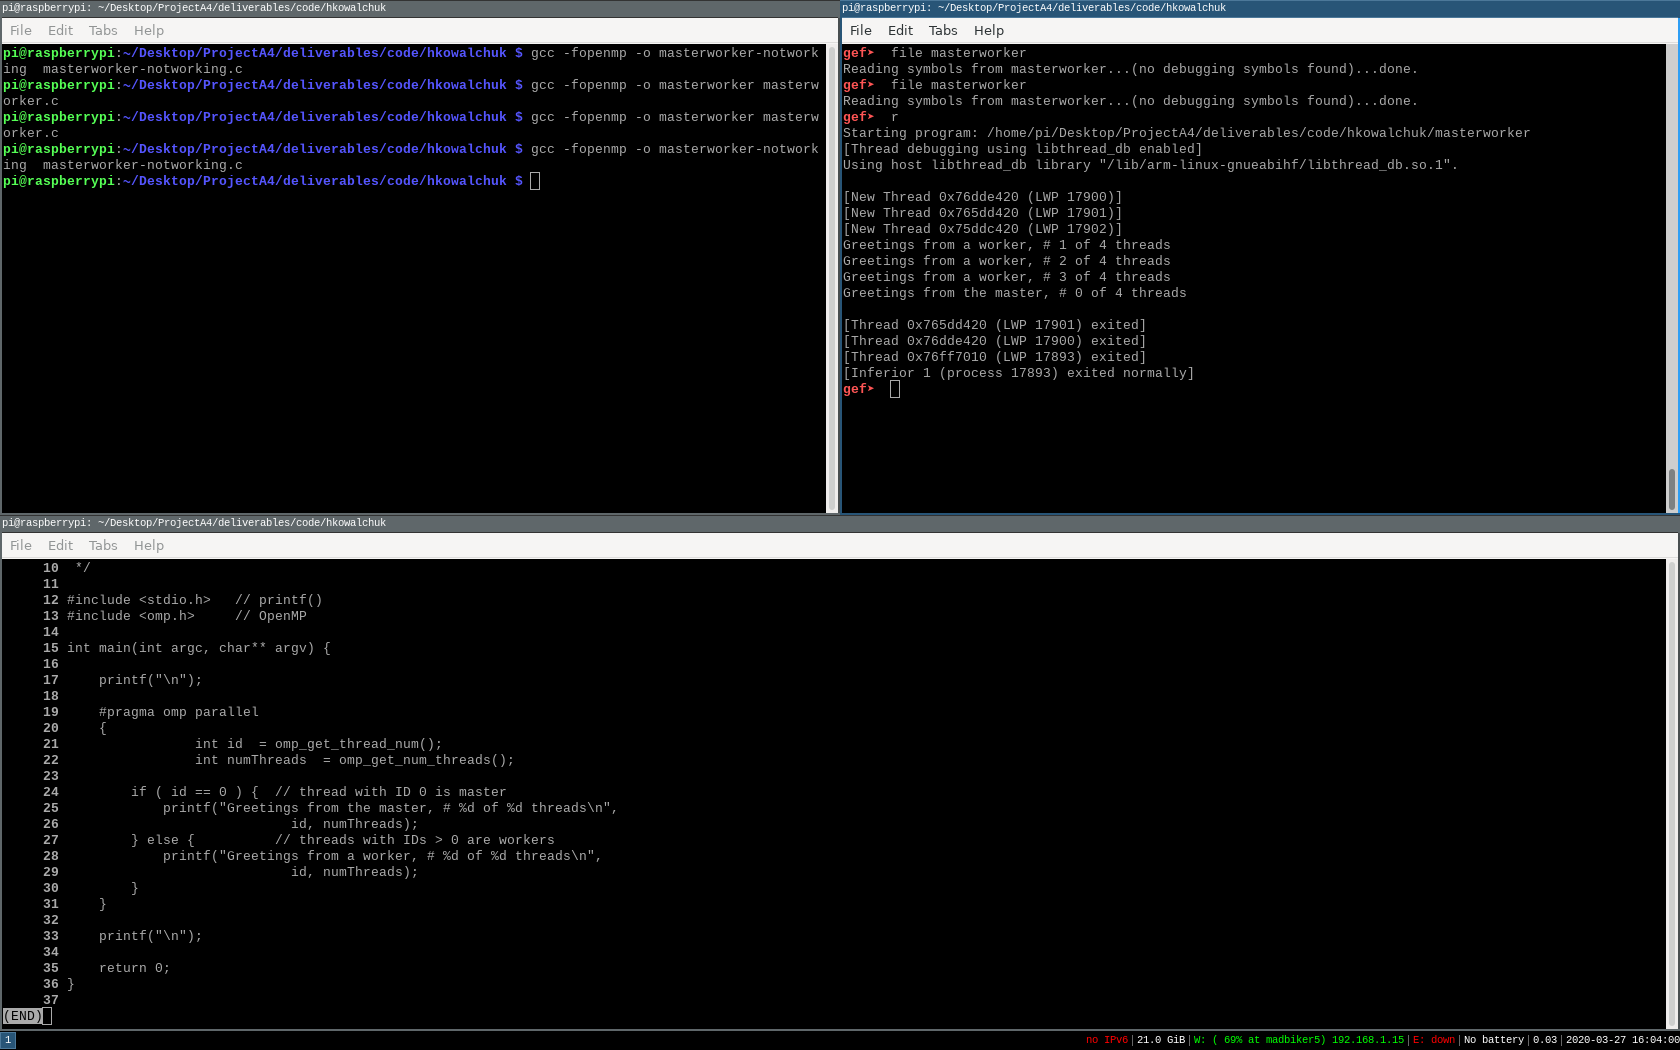 pi@raspberrypi: ~/Desktop/ProjectA4/deliverables/code/hkowalchuk
File Edit Tabs Help
pi@raspberrypi:~/Desktop/ProjectA4/deliverables/code/hkowalchuk $ gcc -fopenmp -o masterworker-notwork
ing  masterworker-notworking.c
pi@raspberrypi:~/Desktop/ProjectA4/deliverables/code/hkowalchuk $ gcc -fopenmp -o masterworker masterw
orker.c
pi@raspberrypi:~/Desktop/ProjectA4/deliverables/code/hkowalchuk $ gcc -fopenmp -o masterworker masterw
orker.c
pi@raspberrypi:~/Desktop/ProjectA4/deliverables/code/hkowalchuk $ gcc -fopenmp -o masterworker-notwork
ing  masterworker-notworking.c
pi@raspberrypi:~/Desktop/ProjectA4/deliverables/code/hkowalchuk $
pi@raspberrypi: ~/Desktop/ProjectA4/deliverables/code/hkowalchuk
File Edit Tabs Help
gef➤  file masterworker
Reading symbols from masterworker...(no debugging symbols found)...done.
gef➤  file masterworker
Reading symbols from masterworker...(no debugging symbols found)...done.
gef➤  r
Starting program: /home/pi/Desktop/ProjectA4/deliverables/code/hkowalchuk/masterworker
[Thread debugging using libthread_db enabled]
Using host libthread_db library "/lib/arm-linux-gnueabihf/libthread_db.so.1".
[New Thread 0x76dde420 (LWP 17900)]
[New Thread 0x765dd420 (LWP 17901)]
[New Thread 0x75ddc420 (LWP 17902)]
Greetings from a worker, # 1 of 4 threads
Greetings from a worker, # 2 of 4 threads
Greetings from a worker, # 3 of 4 threads
Greetings from the master, # 0 of 4 threads
[Thread 0x765dd420 (LWP 17901) exited]
[Thread 0x76dde420 (LWP 17900) exited]
[Thread 0x76ff7010 (LWP 17893) exited]
[Inferior 1 (process 17893) exited normally]
gef➤
pi@raspberrypi: ~/Desktop/ProjectA4/deliverables/code/hkowalchuk
File Edit Tabs Help
10  */
11
12 #include <stdio.h>   // printf()
13 #include <omp.h>     // OpenMP
14
15 int main(int argc, char** argv) {
16
17     printf("\n");
18
19     #pragma omp parallel
20     {
21                 int id  = omp_get_thread_num();
22                 int numThreads  = omp_get_num_threads();
23
24         if ( id == 0 ) {  // thread with ID 0 is master
25             printf("Greetings from the master, # %d of %d threads\n",
26                             id, numThreads);
27         } else {          // threads with IDs > 0 are workers
28             printf("Greetings from a worker, # %d of %d threads\n",
29                             id, numThreads);
30         }
31     }
32
33     printf("\n");
34
35     return 0;
36 }
37
(END)
1
no IPv6|21.0 GiB|W: ( 69% at madbiker5) 192.168.1.15|E: down|No battery|0.03|2020-03-27 16:04:00